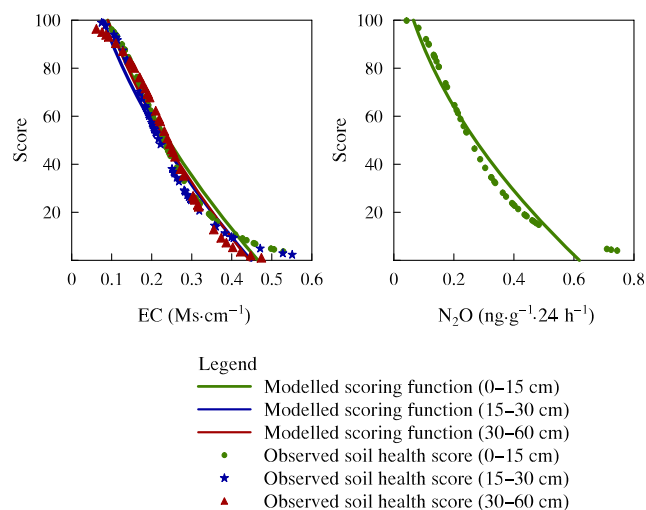 100
80
60
40
20
Score
0
0.1
0.2
0.3
0.4
0.5
0.6
EC (Ms·cm⁻¹)
100
80
60
40
20
Score
0
0.2
0.4
0.6
0.8
N₂O (ng·g⁻¹·24 h⁻¹)
Legend
Modelled scoring function (0–15 cm)
Modelled scoring function (15–30 cm)
Modelled scoring function (30–60 cm)
Observed soil health score (0–15 cm)
Observed soil health score (15–30 cm)
Observed soil health score (30–60 cm)